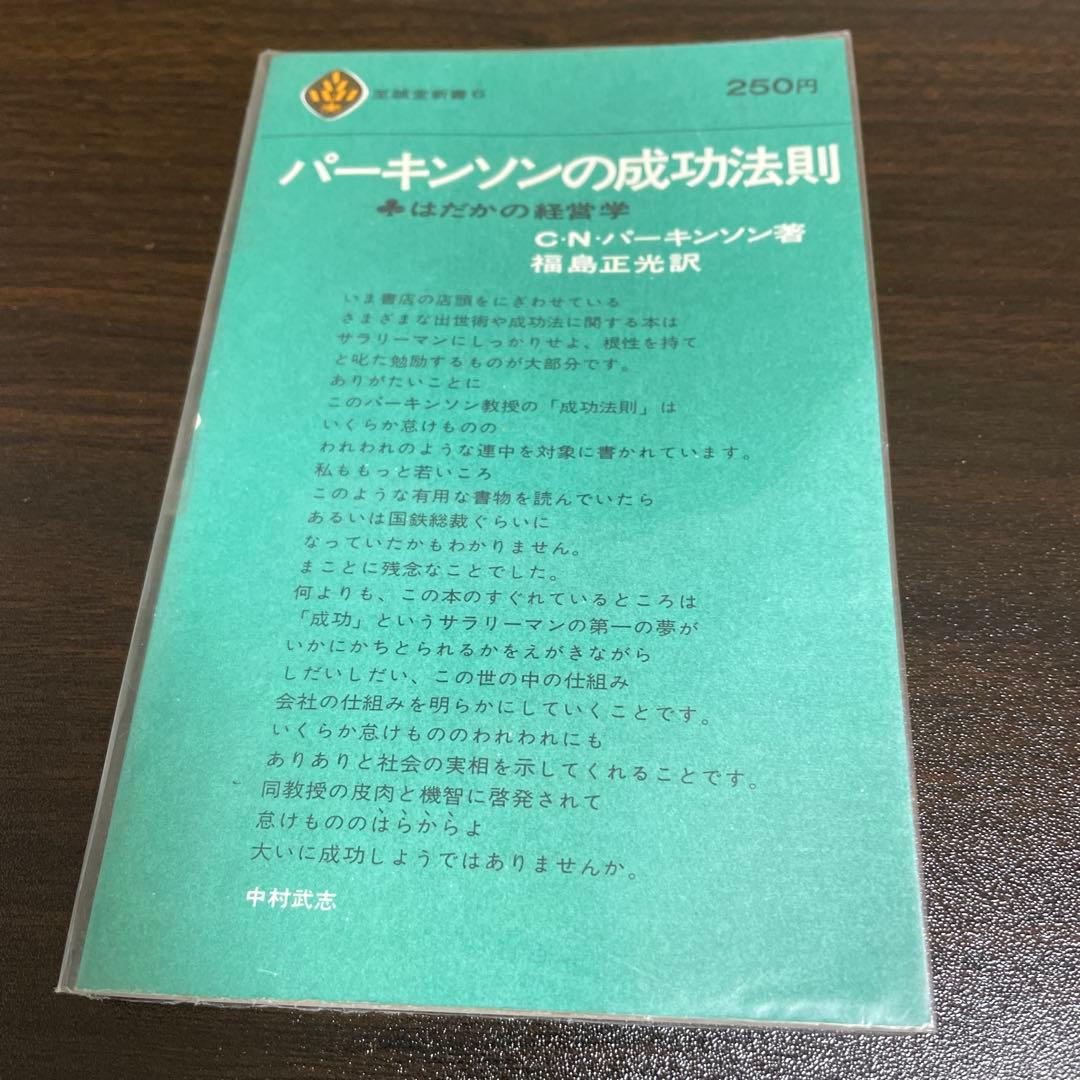 至誠堂新書6
250円
パーキンソンの成功法則
♣はだかの経営学
C·N·パーキンソン著
福島正光訳
いま書店の店頭をにぎわせている
さまざまな出世術や成功法に関する本は
サラリーマンにしっかりせよ、根性を持て
と叱た勉励するものが大部分です。
ありがたいことに
このパーキンソン教授の「成功法則」は
いくらか怠けものの
われわれのような連中を対象に書かれています。
私ももっと若いころ
このような有用な書物を読んでいたら
あるいは国鉄総裁ぐらいに
なっていたかもわかりません。
まことに残念なことでした。
何よりも、この本のすぐれているところは
「成功」というサラリーマンの第一の夢が
いかにかちとられるかをえがきながら
しだいしだい、この世の中の仕組み
会社の仕組みを明らかにしていくことです。
いくらか怠けもののわれわれにも
ありありと社会の実相を示してくれることです。
同教授の皮肉と機智に啓発されて
怠けもののはらからよ
大いに成功しようではありませんか。
中村武志